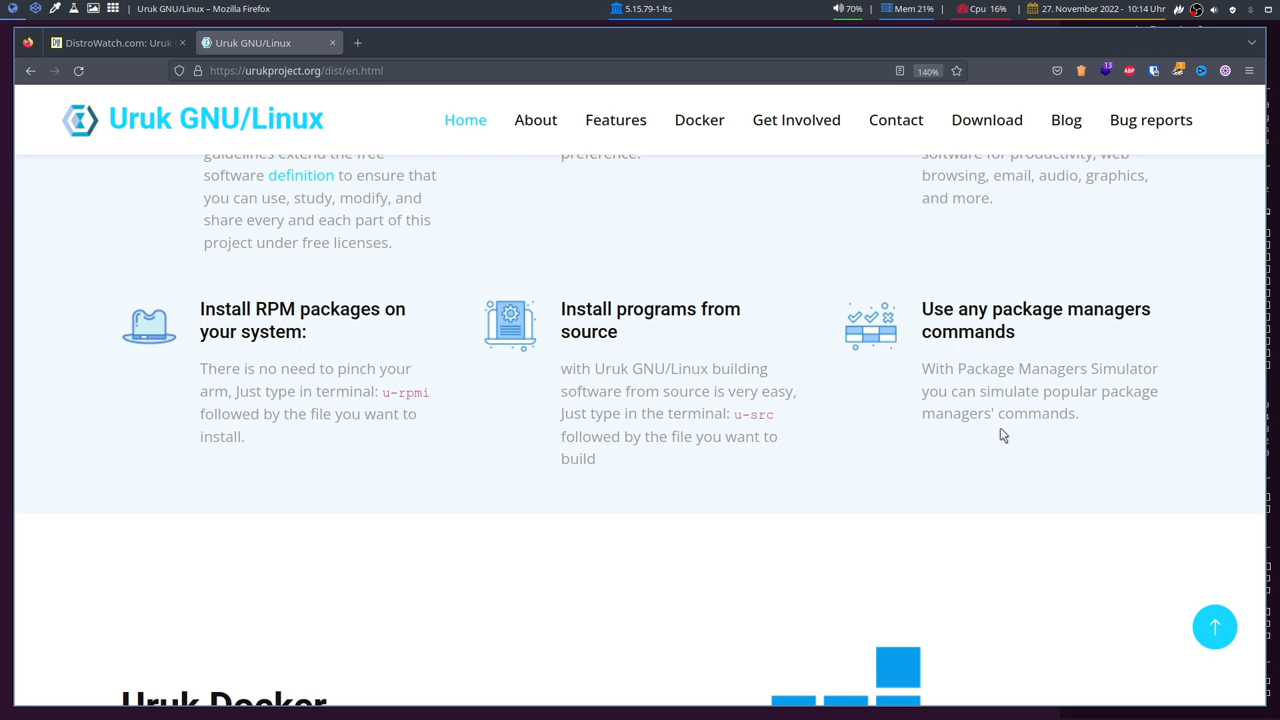 Uruk GNU/Linux – Mozilla Firefox
5.15.79-1-lts
70%
Mem 21%
Cpu 16%
27. November 2022 - 10:14 Uhr
DistroWatch.com: Uruk
Uruk GNU/Linux
https://urukproject.org/dist/en.html
140%
13
ABP
Uruk GNU/Linux
Home
About
Features
Docker
Get Involved
Contact
Download
Blog
Bug reports
guidelines extend the free
software definition to ensure that
you can use, study, modify, and
share every and each part of this
project under free licenses.
preference.
software for productivity, web
browsing, email, audio, graphics,
and more.
Install RPM packages on
your system:
There is no need to pinch your
arm, Just type in terminal: u-rpmi
followed by the file you want to
install.
Install programs from
source
with Uruk GNU/Linux building
software from source is very easy,
Just type in the terminal: u-src
followed by the file you want to
build
Use any package managers
commands
With Package Managers Simulator
you can simulate popular package
managers' commands.
Uruk Docker